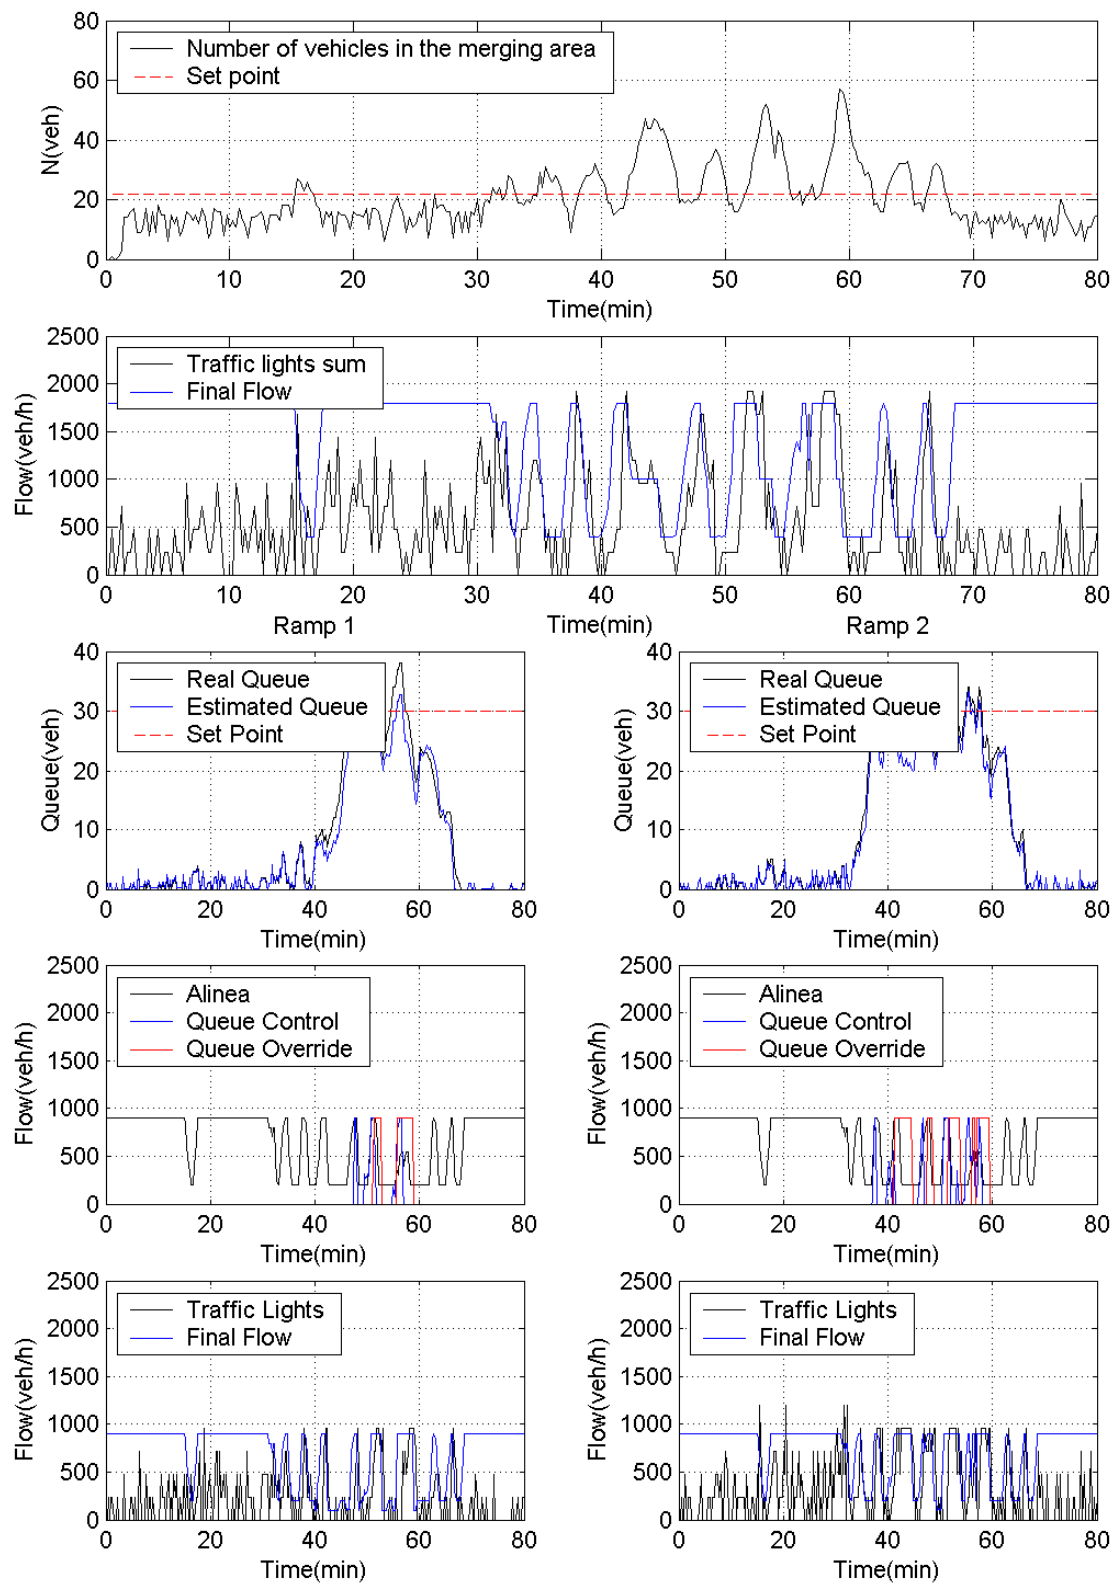 80
60
40
20
0
N(veh)
Number of vehicles in the merging area
Set point
0 10 20 30 40 50 60 70 80
Time(min)
2500
2000
1500
1000
500
0
Flow(veh/h)
Traffic lights sum
Final Flow
0 10 20 30 40 50 60 70 80
Time(min)
Ramp 1
40
30
20
10
0
Queue(veh)
Real Queue
Estimated Queue
Set Point
0 20 40 60 80
Time(min)
Ramp 2
40
30
20
10
0
Queue(veh)
Real Queue
Estimated Queue
Set Point
0 20 40 60 80
Time(min)
2500
2000
1500
1000
500
0
Flow(veh/h)
Alinea
Queue Control
Queue Override
0 20 40 60 80
Time(min)
2500
2000
1500
1000
500
0
Flow(veh/h)
Alinea
Queue Control
Queue Override
0 20 40 60 80
Time(min)
2500
2000
1500
1000
500
0
Flow(veh/h)
Traffic Lights
Final Flow
0 20 40 60 80
Time(min)
2500
2000
1500
1000
500
0
Flow(veh/h)
Traffic Lights
Final Flow
0 20 40 60 80
Time(min)